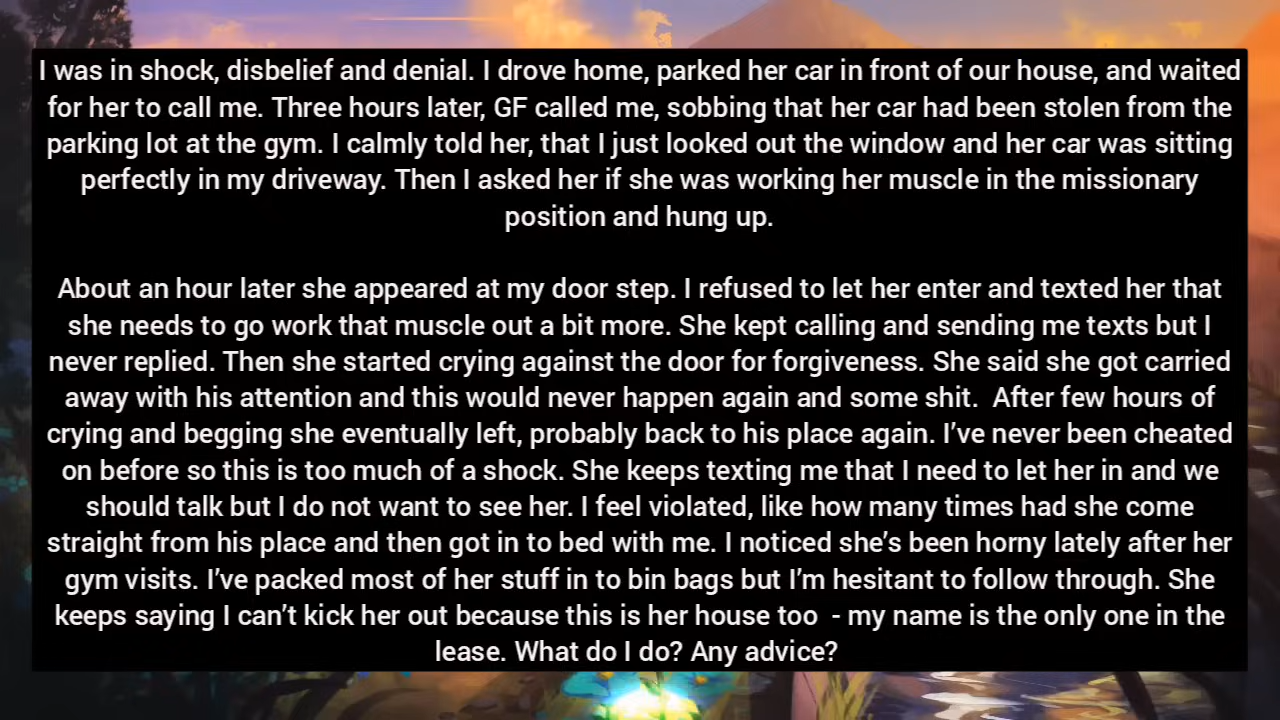 I was in shock, disbelief and denial. I drove home, parked her car in front of our house, and waited
for her to call me. Three hours later, GF called me, sobbing that her car had been stolen from the
parking lot at the gym. I calmly told her, that I just looked out the window and her car was sitting
perfectly in my driveway. Then I asked her if she was working her muscle in the missionary
position and hung up.

About an hour later she appeared at my door step. I refused to let her enter and texted her that
she needs to go work that muscle out a bit more. She kept calling and sending me texts but I
never replied. Then she started crying against the door for forgiveness. She said she got carried
away with his attention and this would never happen again and some shit.  After few hours of
crying and begging she eventually left, probably back to his place again. I’ve never been cheated
on before so this is too much of a shock. She keeps texting me that I need to let her in and we
should talk but I do not want to see her. I feel violated, like how many times had she come
straight from his place and then got in to bed with me. I noticed she’s been horny lately after her
gym visits. I’ve packed most of her stuff in to bin bags but I’m hesitant to follow through. She
keeps saying I can’t kick her out because this is her house too  - my name is the only one in the
lease. What do I do? Any advice?